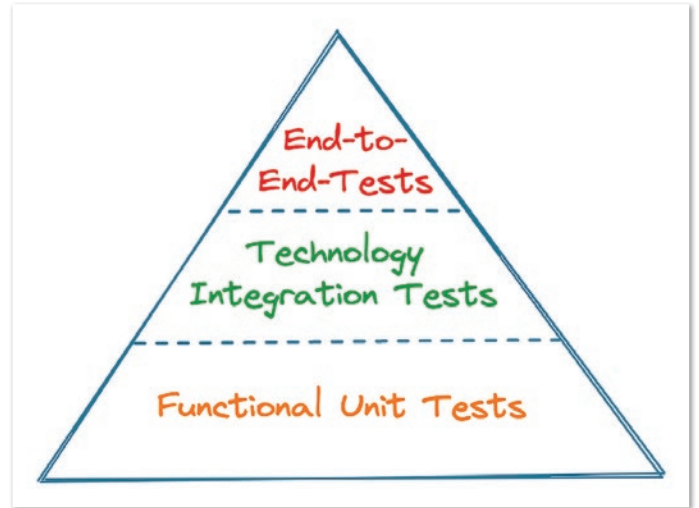 End-to-
End-Tests
Technology
Integration Tests
Functional Unit Tests